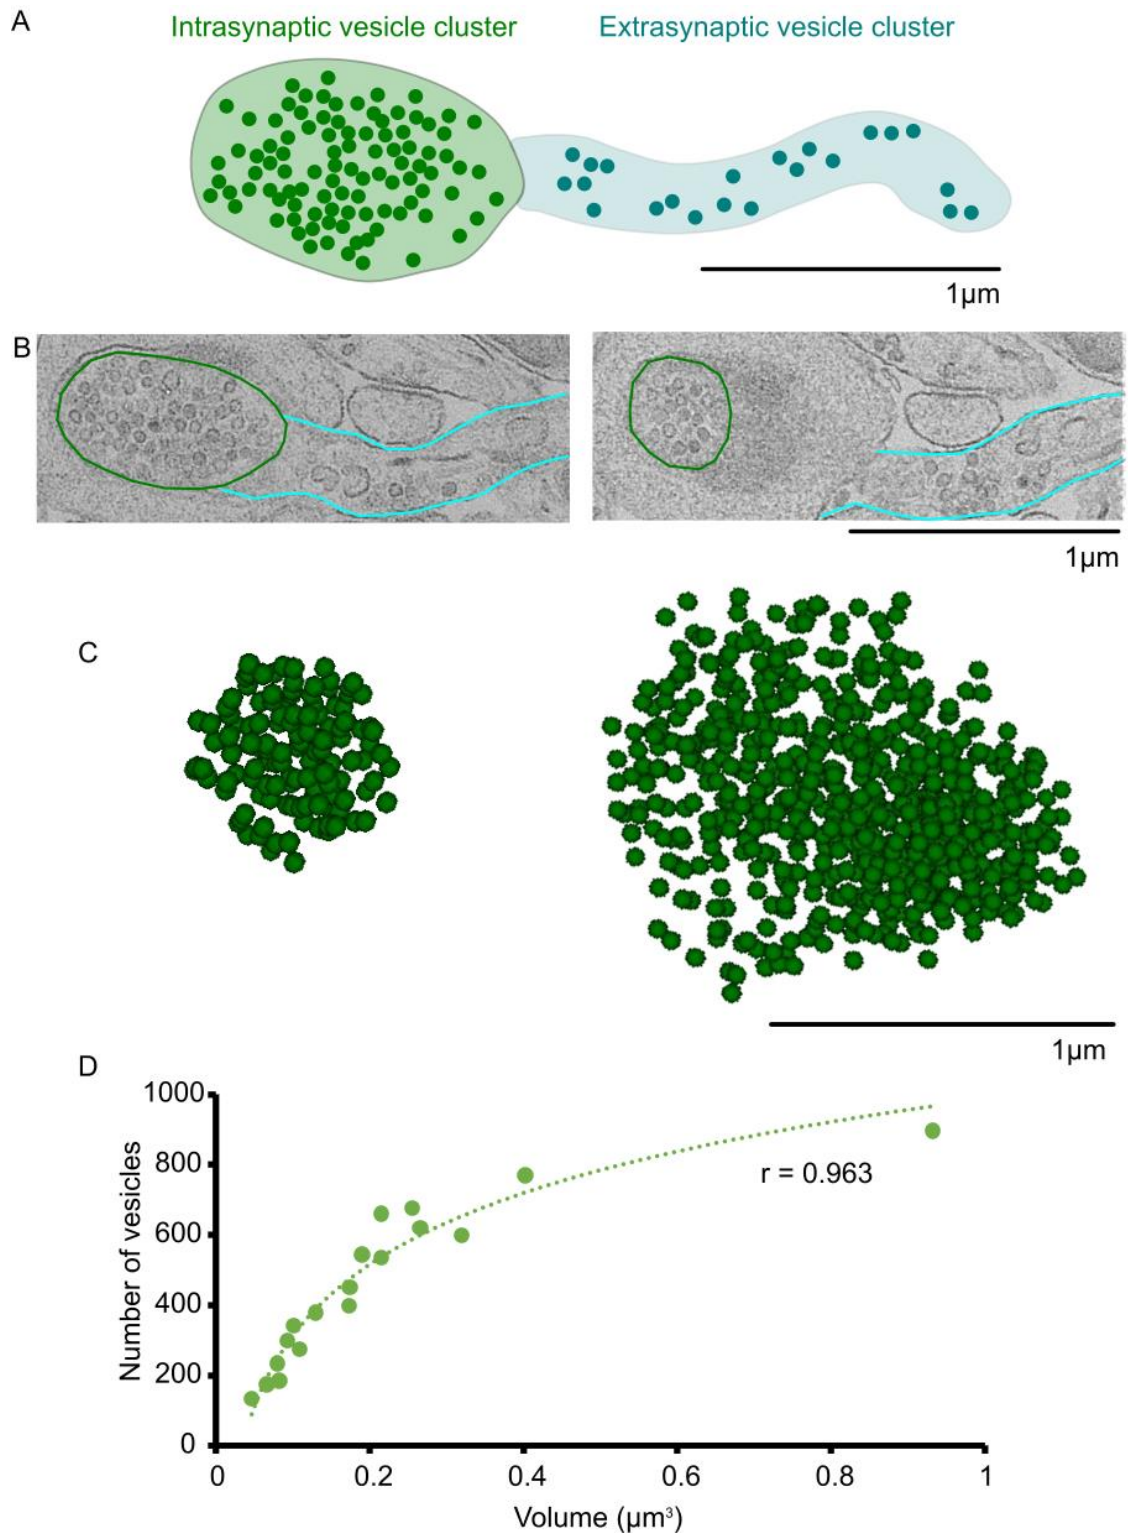 A
Intrasynaptic vesicle cluster
Extrasynaptic vesicle cluster
1µm
B
1µm
C
1µm
D
Number of vesicles
1000
800
600
400
200
0
r = 0.963
0
0.2
0.4
0.6
0.8
1
Volume (µm³)